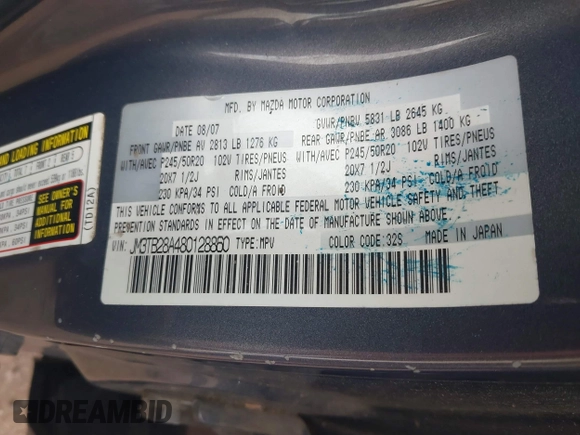 MFD. BY MAZDA MOTOR CORPORATION
DATE 08/07
GVWR/PNBV 5831 LB 2645 KG
FRONT GAWR/PNBE AV 2813 LB 1276 KG
REAR GAWR/PNBE AR 3086 LB 1400 KG
WITH/AVEC P245/50R20 102V TIRES/PNEUS
WITH/AVEC P245/50R20 102V TIRES/PNEUS
20X7 1/2J RIMS/JANTES
20X7 1/2J RIMS/JANTES
230 KPA/34 PSI COLD/A FROID
230 KPA/34 PSI COLD/A FROID
THIS VEHICLE CONFORMS TO ALL APPLICABLE FEDERAL MOTOR VEHICLE SAFETY AND THEFT
PREVENTION STANDARDS IN EFFECT ON THE DATE OF MANUFACTURE SHOWN ABOVE.
JM3TB28A480128860 TYPE:MPV COLOR CODE:32S MADE IN JAPAN
AND LOADING INFORMATION
SEE OWNER'S
MANUAL FOR
ADDITIONAL
INFORMATION
(TD12A)
DREAMBID